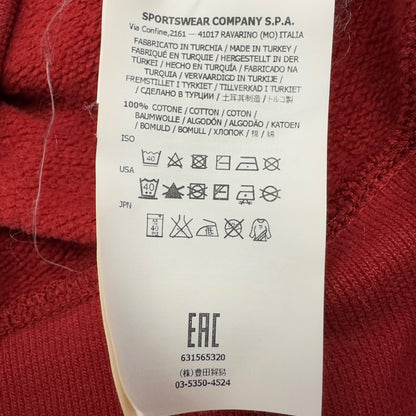 SPORTSWEAR COMPANY S.P.A.
Via Confine,2161 — 41017 RAVARINO (MO) ITALIA
FABBRICATO IN TURCHIA / MADE IN TURKEY /
FABRIQUÉ EN TURQUIE / HERGESTELLT IN DER
TÜRKEI / HECHO EN TURQUÍA / FABRICADO NA
TURQUIA / VERVAARDIGD IN TURKIJE /
FREMSTILLET I TYRKIET / TILLVERKAD I TURKIET
/ СДЕЛАНО В ТУРЦИИ / 土耳其制造 / トルコ製
100% COTONE / COTTON / COTON /
BAUMWOLLE / ALGODÓN / ALGODÃO / KATOEN
/ BOMULD / BOMULL / ХЛОПОК / 棉 / 綿
ISO
40
USA
40
JPN
40
EAC
631565320
(株)豊田貿易
03-5350-4524